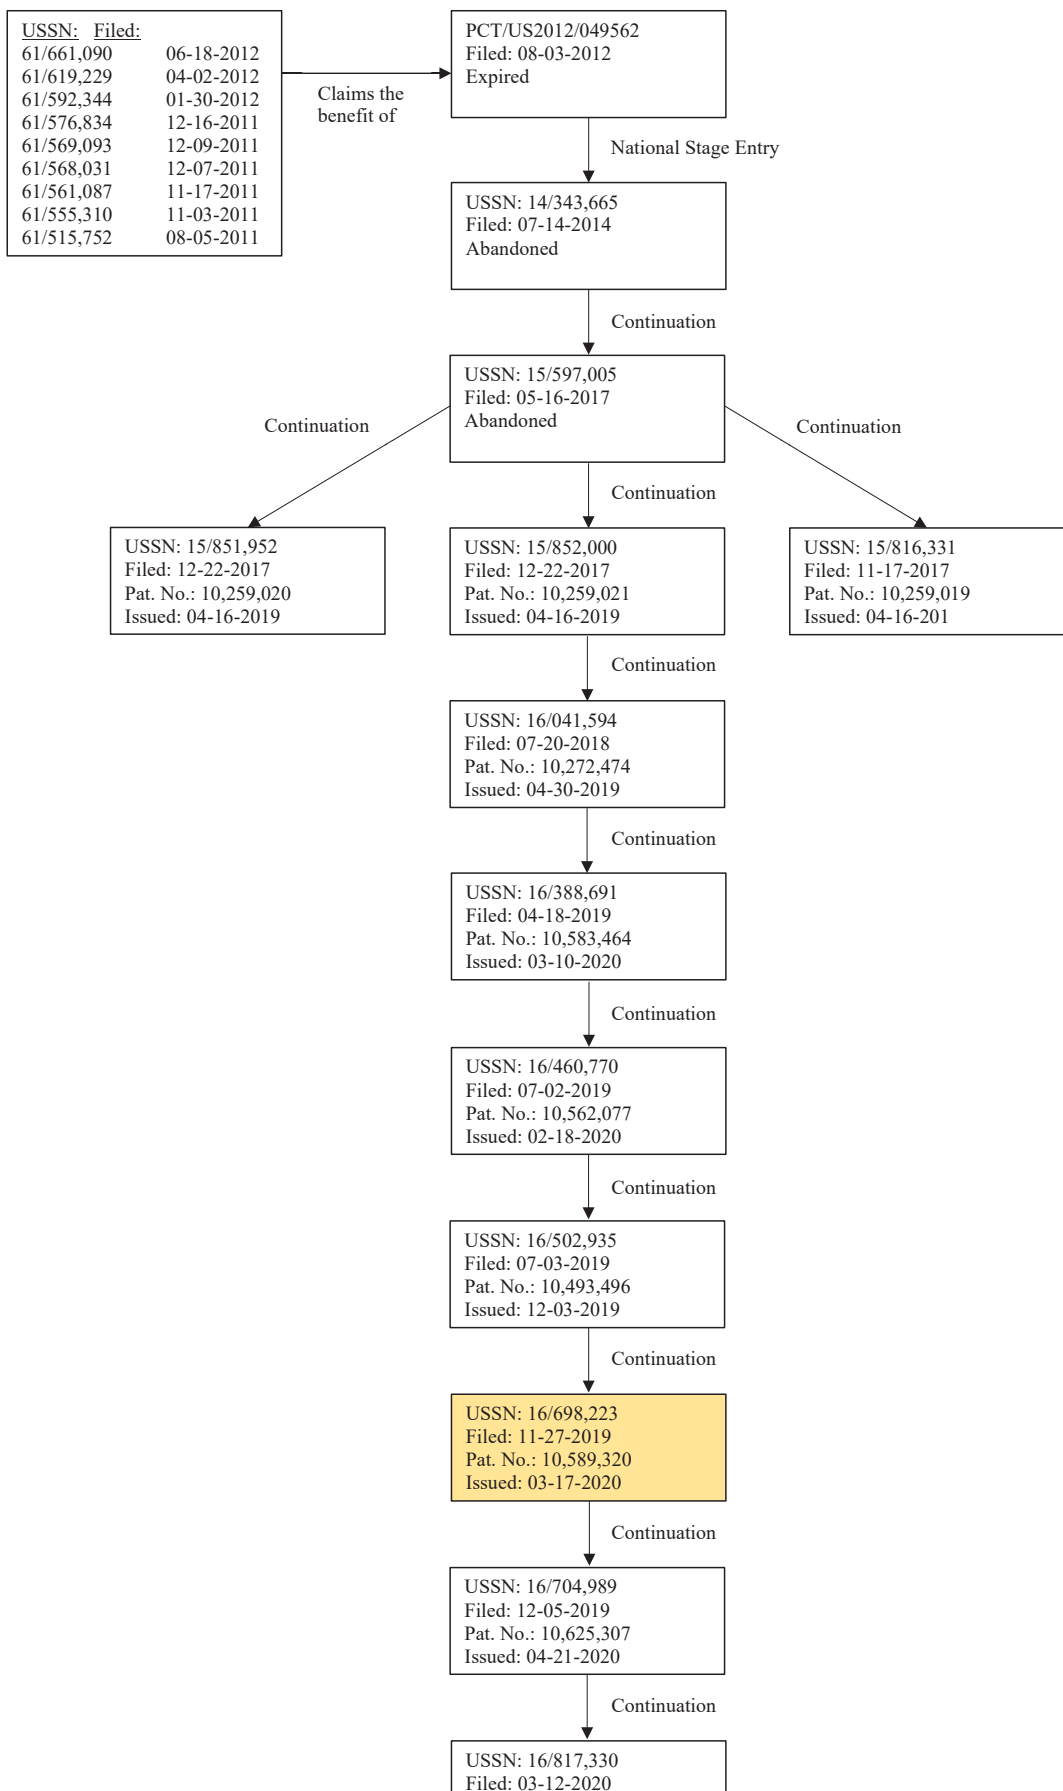 USSN: Filed:
61/661,090 06-18-2012
61/619,229 04-02-2012
61/592,344 01-30-2012
61/576,834 12-16-2011
61/569,093 12-09-2011
61/568,031 12-07-2011
61/561,087 11-17-2011
61/555,310 11-03-2011
61/515,752 08-05-2011
Claims the
benefit of
PCT/US2012/049562
Filed: 08-03-2012
Expired
National Stage Entry
USSN: 14/343,665
Filed: 07-14-2014
Abandoned
Continuation
USSN: 15/597,005
Filed: 05-16-2017
Abandoned
Continuation
Continuation
Continuation
USSN: 15/851,952
Filed: 12-22-2017
Pat. No.: 10,259,020
Issued: 04-16-2019
USSN: 15/852,000
Filed: 12-22-2017
Pat. No.: 10,259,021
Issued: 04-16-2019
USSN: 15/816,331
Filed: 11-17-2017
Pat. No.: 10,259,019
Issued: 04-16-201
Continuation
USSN: 16/041,594
Filed: 07-20-2018
Pat. No.: 10,272,474
Issued: 04-30-2019
Continuation
USSN: 16/388,691
Filed: 04-18-2019
Pat. No.: 10,583,464
Issued: 03-10-2020
Continuation
USSN: 16/460,770
Filed: 07-02-2019
Pat. No.: 10,562,077
Issued: 02-18-2020
Continuation
USSN: 16/502,935
Filed: 07-03-2019
Pat. No.: 10,493,496
Issued: 12-03-2019
Continuation
USSN: 16/698,223
Filed: 11-27-2019
Pat. No.: 10,589,320
Issued: 03-17-2020
Continuation
USSN: 16/704,989
Filed: 12-05-2019
Pat. No.: 10,625,307
Issued: 04-21-2020
Continuation
USSN: 16/817,330
Filed: 03-12-2020